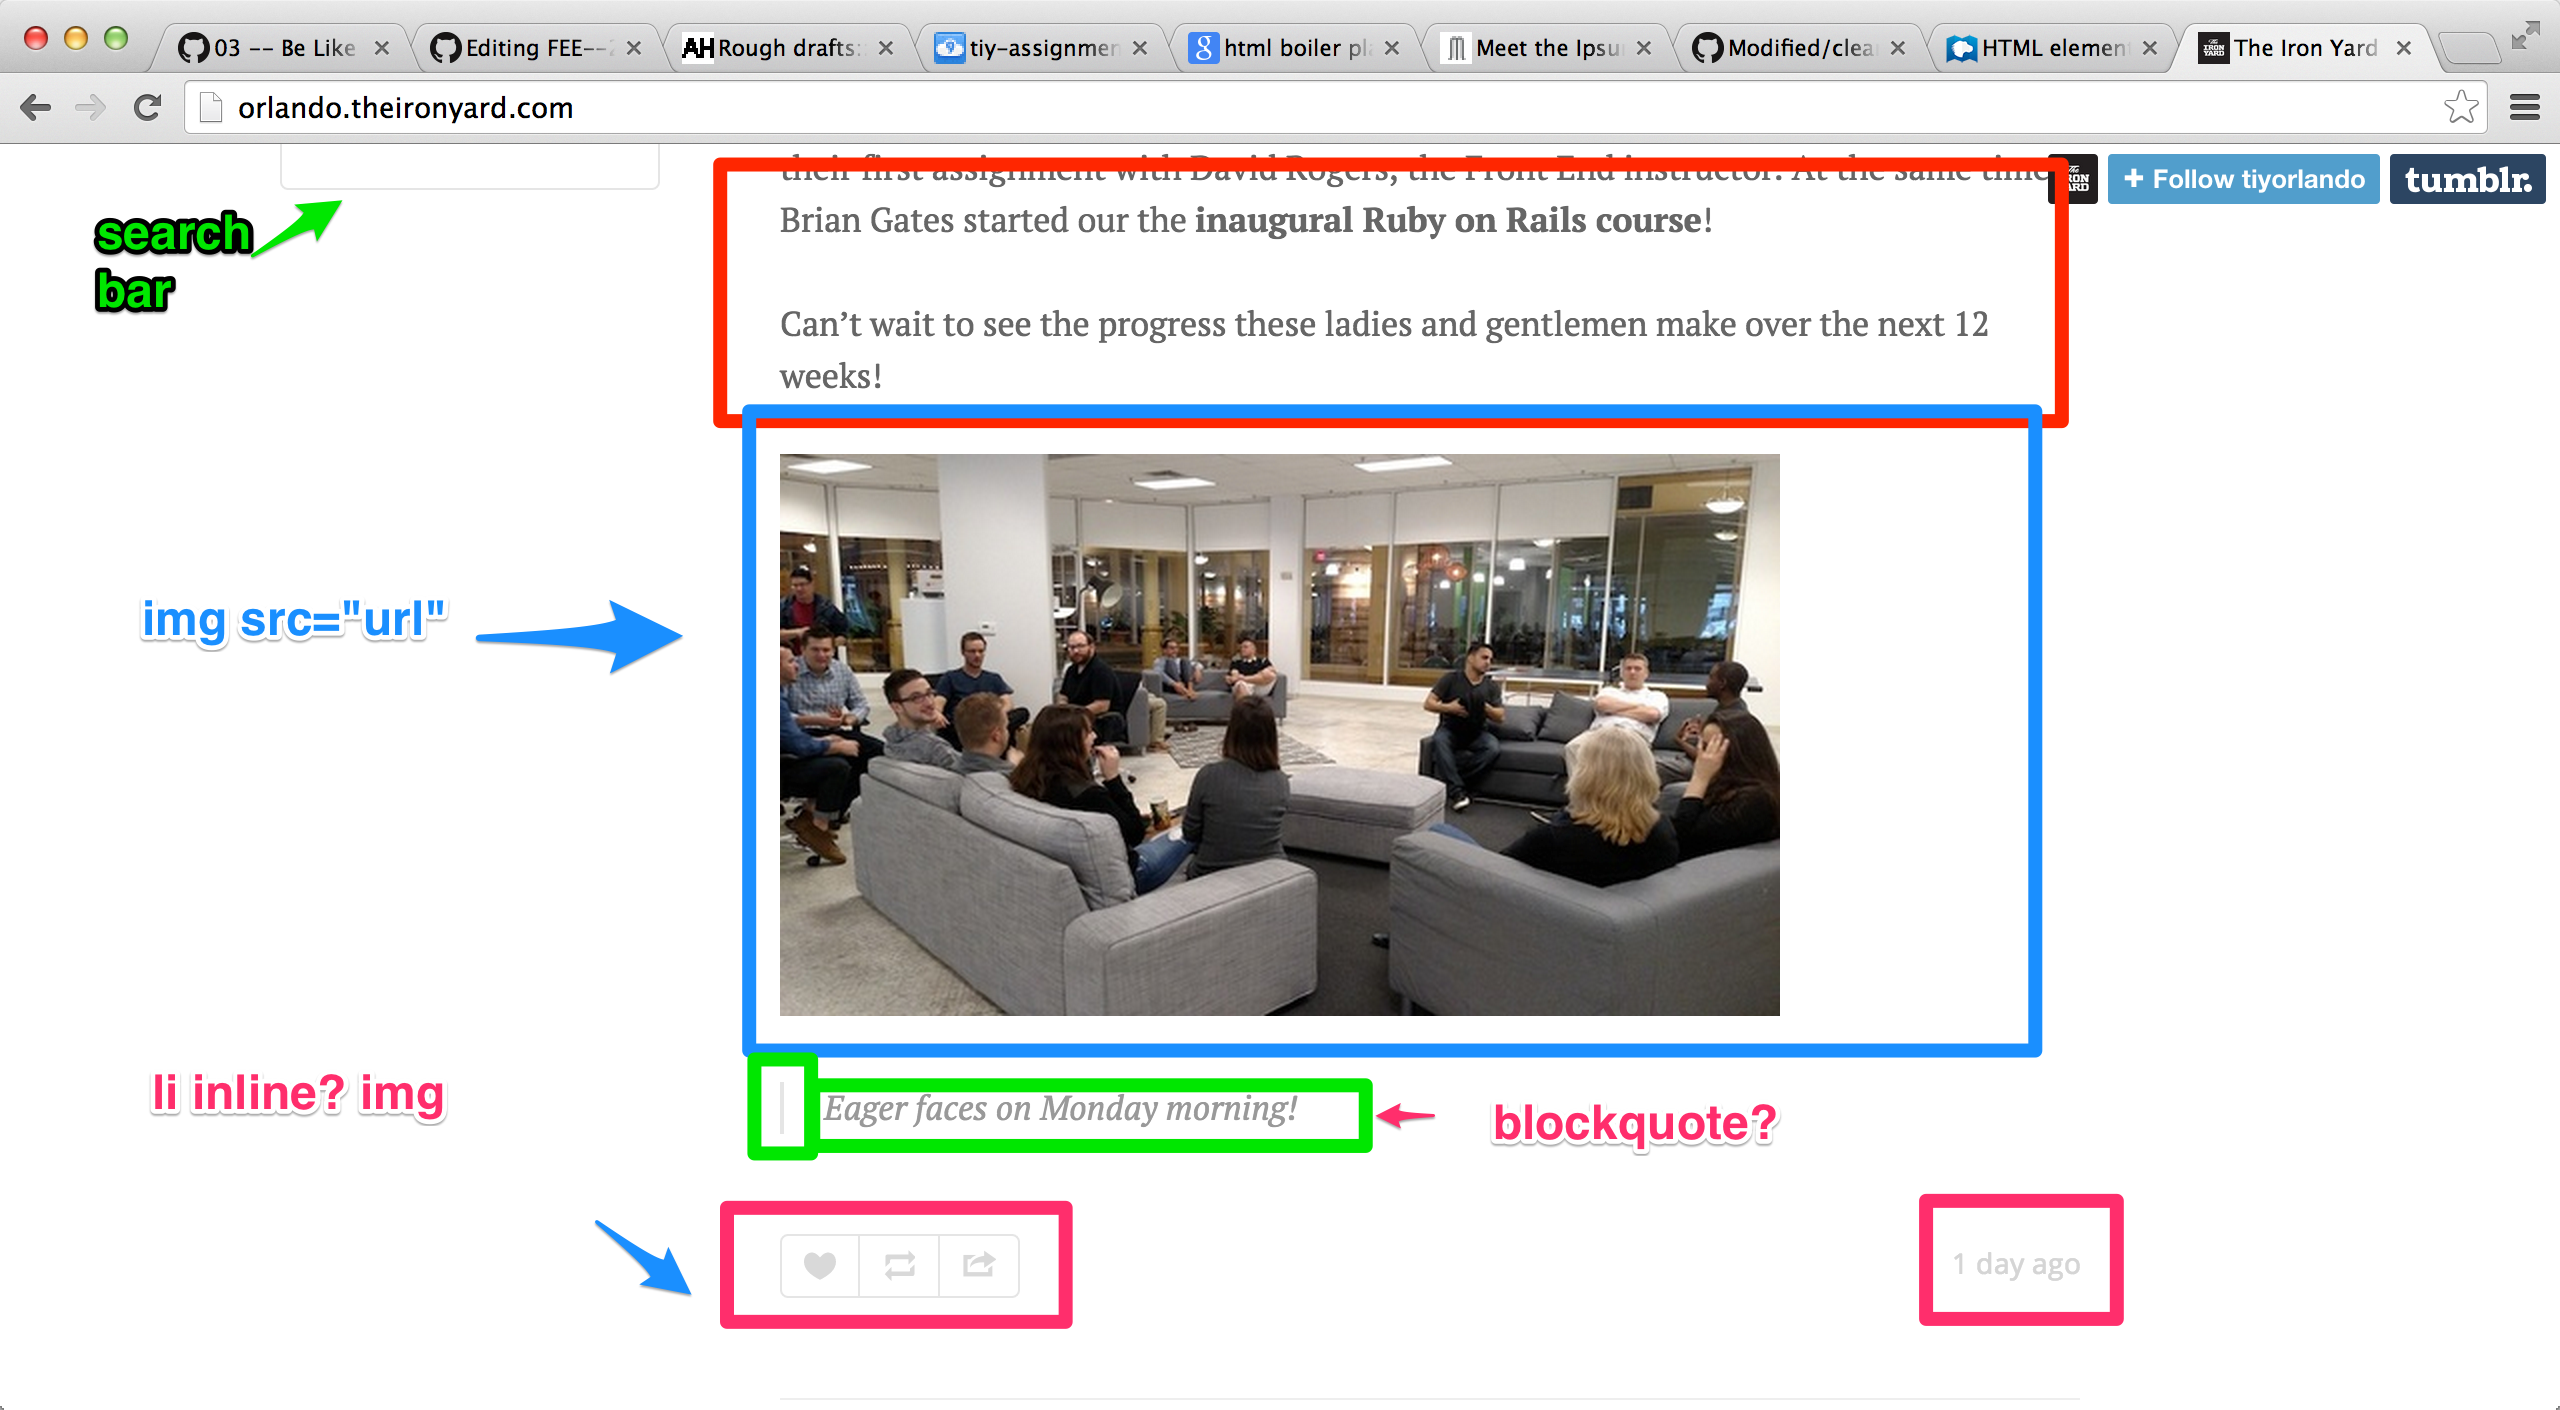 03 -- Be Like
Editing FEE--
AH Rough drafts:
tiy-assignmen
g html boiler pl
Meet the Ipsu
Modified/clea
HTML elemen
THE IRON YARD The Iron Yard
orlando.theironyard.com
their first assignment with David Rogers, the Front End instructor. At the same time
Brian Gates started our the inaugural Ruby on Rails course!
Can’t wait to see the progress these ladies and gentlemen make over the next 12
weeks!
+ Follow tiyorlando
tumblr.
search
bar
img src="url"
li inline? img
Eager faces on Monday morning!
blockquote?
1 day ago